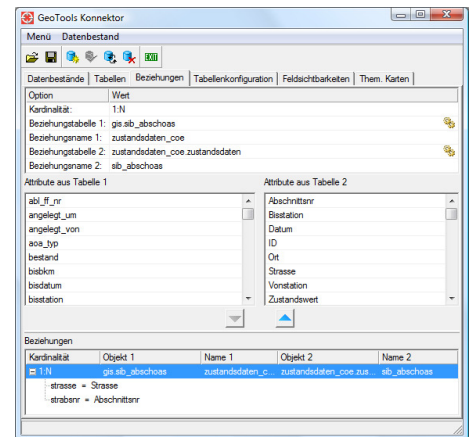 GeoTools Konnektor
Menü Datenbestand
EXIT
Datenbestände Tabellen Beziehungen Tabellenkonfiguration Feldsichtbarkeiten Them. Karten
Option Wert
Kardinalität: 1:N
Beziehungstabelle 1: gis.sib_abschoas
Beziehungsname 1: zustandsdaten_coe
Beziehungstabelle 2: zustandsdaten_coe.zustandsdaten
Beziehungsname 2: sib_abschoas
Attribute aus Tabelle 1 Attribute aus Tabelle 2
abl_ff_nr Abschnittsnr
angelegt_um Bisstation
angelegt_von Datum
aoa_typ ID
bestand Ort
bisbkm Strasse
bisdatum Vonstation
bisstation Zustandswert
Beziehungen
Kardinalität Objekt 1 Name 1 Objekt 2 Name 2
1:N gis.sib_abschoas zustandsdaten_c... zustandsdaten_coe.zus... sib_abschoas
strasse = Strasse
strabsnr = Abschnittsnr